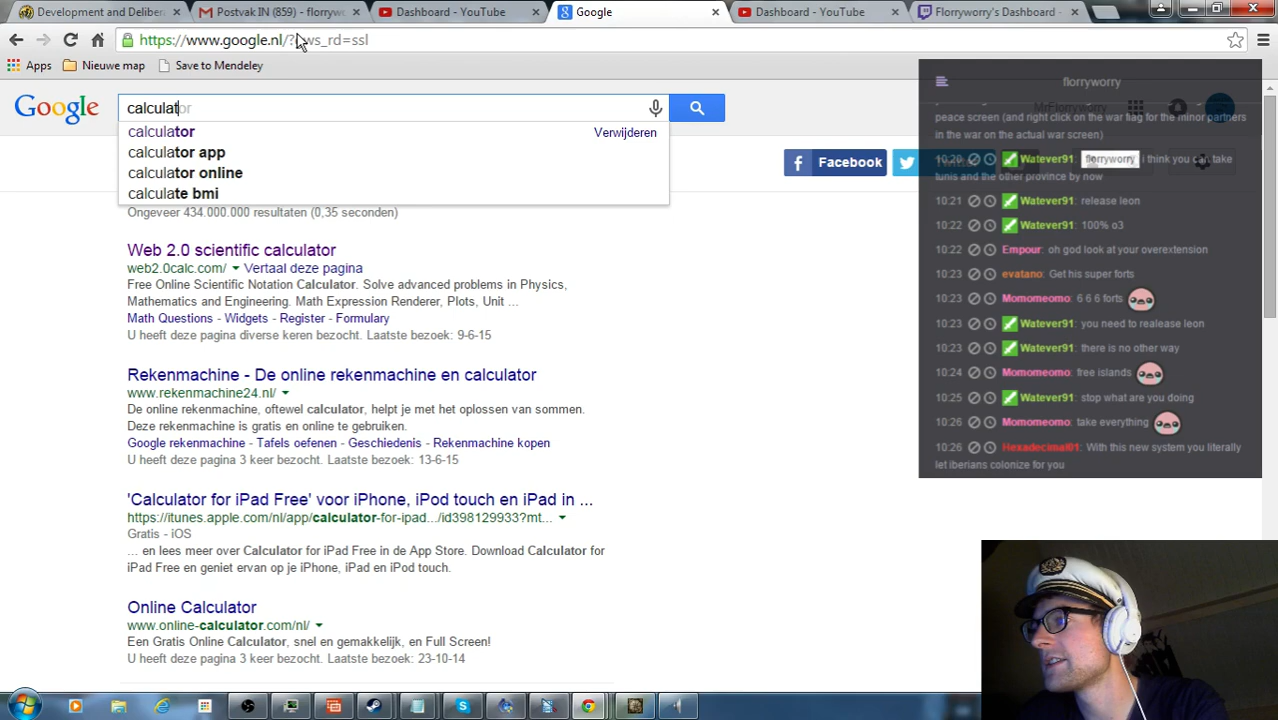 Development and Deliber
Postvak IN (859) - florryw
Dashboard - YouTube
Google
Dashboard - YouTube
Florryworry's Dashboard -
https://www.google.nl/?
ws_rd=ssl
Apps
Nieuwe map
Save to Mendeley
Google
calculator
calculator
Verwijderen
calculator app
calculator online
calculate bmi
Facebook
Ongeveer 434.000.000 resultaten (0,35 seconden)
Web 2.0 scientific calculator
web2.0calc.com/ Vertaal deze pagina
Free Online Scientific Notation Calculator. Solve advanced problems in Physics,
Mathematics and Engineering. Math Expression Renderer, Plots, Unit ...
Math Questions - Widgets - Register - Formulary
U heeft deze pagina diverse keren bezocht. Laatste bezoek: 9-6-15
Rekenmachine - De online rekenmachine en calculator
www.rekenmachine24.nl/
De online rekenmachine, oftewel calculator, helpt je met het oplossen van sommen.
Deze rekenmachine is gratis en online te gebruiken.
Google rekenmachine - Tafels oefenen - Geschiedenis - Rekenmachine kopen
U heeft deze pagina 3 keer bezocht. Laatste bezoek: 13-6-15
'Calculator for iPad Free' voor iPhone, iPod touch en iPad in ...
https://itunes.apple.com/nl/app/calculator-for-ipad.../id398129933?mt...
Gratis - iOS
... en lees meer over Calculator for iPad Free in de App Store. Download Calculator for
iPad Free en geniet ervan op je iPhone, iPad en iPod touch.
Online Calculator
www.online-calculator.com/nl/
Een Gratis Online Calculator, snel en gemakkelijk, en Full Screen!
U heeft deze pagina 3 keer bezocht. Laatste bezoek: 23-10-14
florryworry
MrFlorryworry
peace screen (and right click on the war flag for the minor partners
in the war on the actual war screen)
10:20 Watever91: florryworry i think you can take
tunis and the other province by now
10:21 Watever91: release leon
10:22 Watever91: 100% o3
10:22 Empour: oh god look at your overextension
10:23 evatano: Get his super forts
10:23 Momomeomo: 6 6 6 forts
10:23 Watever91: you need to realease leon
10:23 Watever91: there is no other way
10:24 Momomeomo: free islands
10:25 Watever91: stop what are you doing
10:26 Momomeomo: take everything
10:26 Hexadecimal01: With this new system you literally
let iberians colonize for you